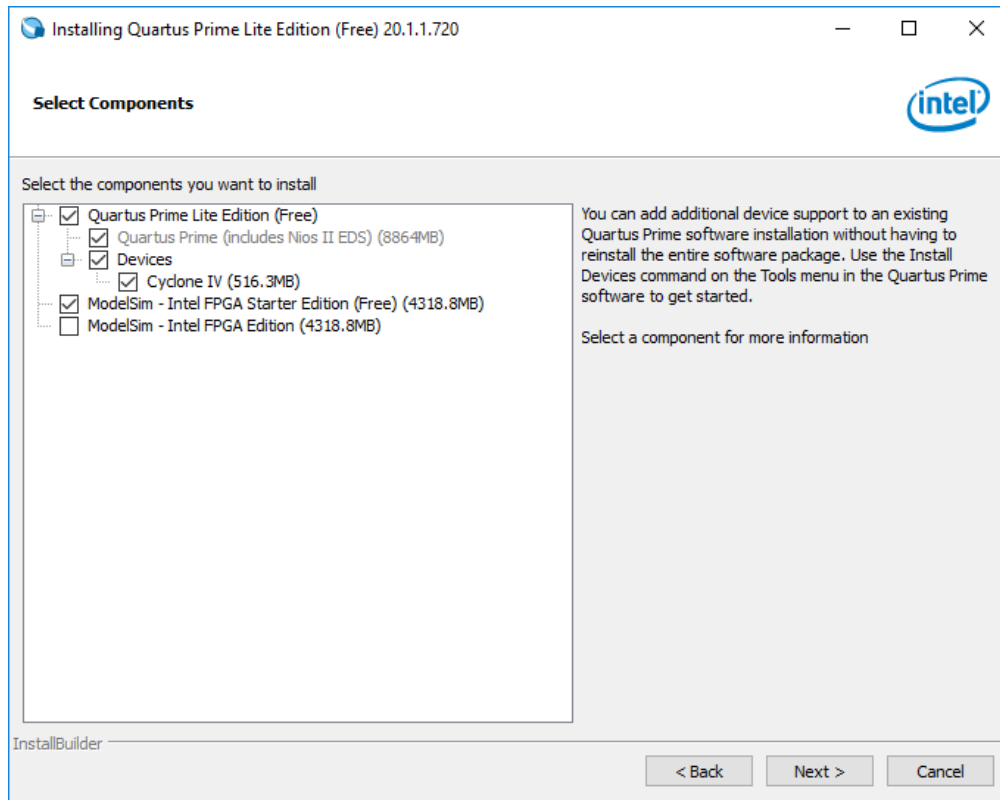 Installing Quartus Prime Lite Edition (Free) 20.1.1.720
Select Components
intel
Select the components you want to install
Quartus Prime Lite Edition (Free)
Quartus Prime (includes Nios II EDS) (8864MB)
Devices
Cyclone IV (516.3MB)
ModelSim - Intel FPGA Starter Edition (Free) (4318.8MB)
ModelSim - Intel FPGA Edition (4318.8MB)
You can add additional device support to an existing
Quartus Prime software installation without having to
reinstall the entire software package. Use the Install
Devices command on the Tools menu in the Quartus Prime
software to get started.
Select a component for more information
InstallBuilder
< Back
Next >
Cancel